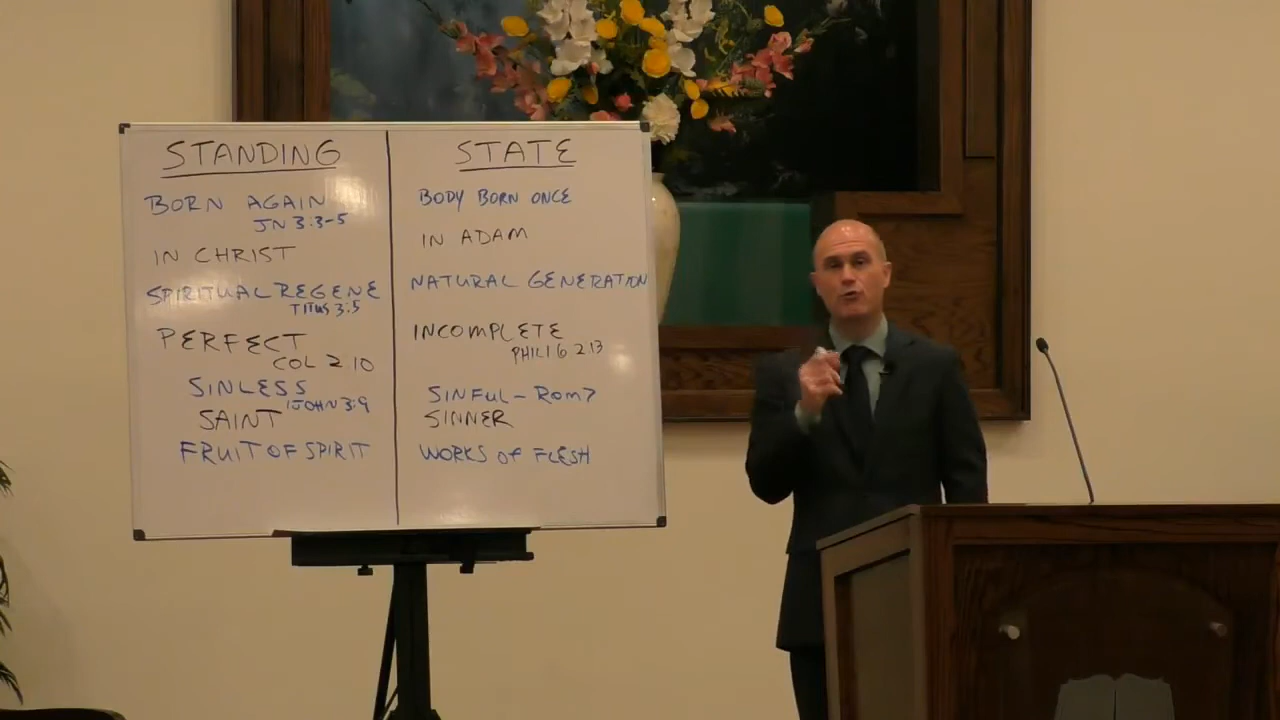 STANDING
BORN AGAIN
JN 3:3-5
IN CHRIST
SPIRITUAL REGENE
TITUS 3:5
PERFECT
COL 2 10
SINLESS
1JOHN 3:9
SAINT
FRUIT OF SPIRIT
STATE
BODY BORN ONCE
IN ADAM
NATURAL GENERATION
INCOMPLETE
PHIL 1 6 2:13
SINFUL - ROM 7
SINNER
WORKS OF FLESH